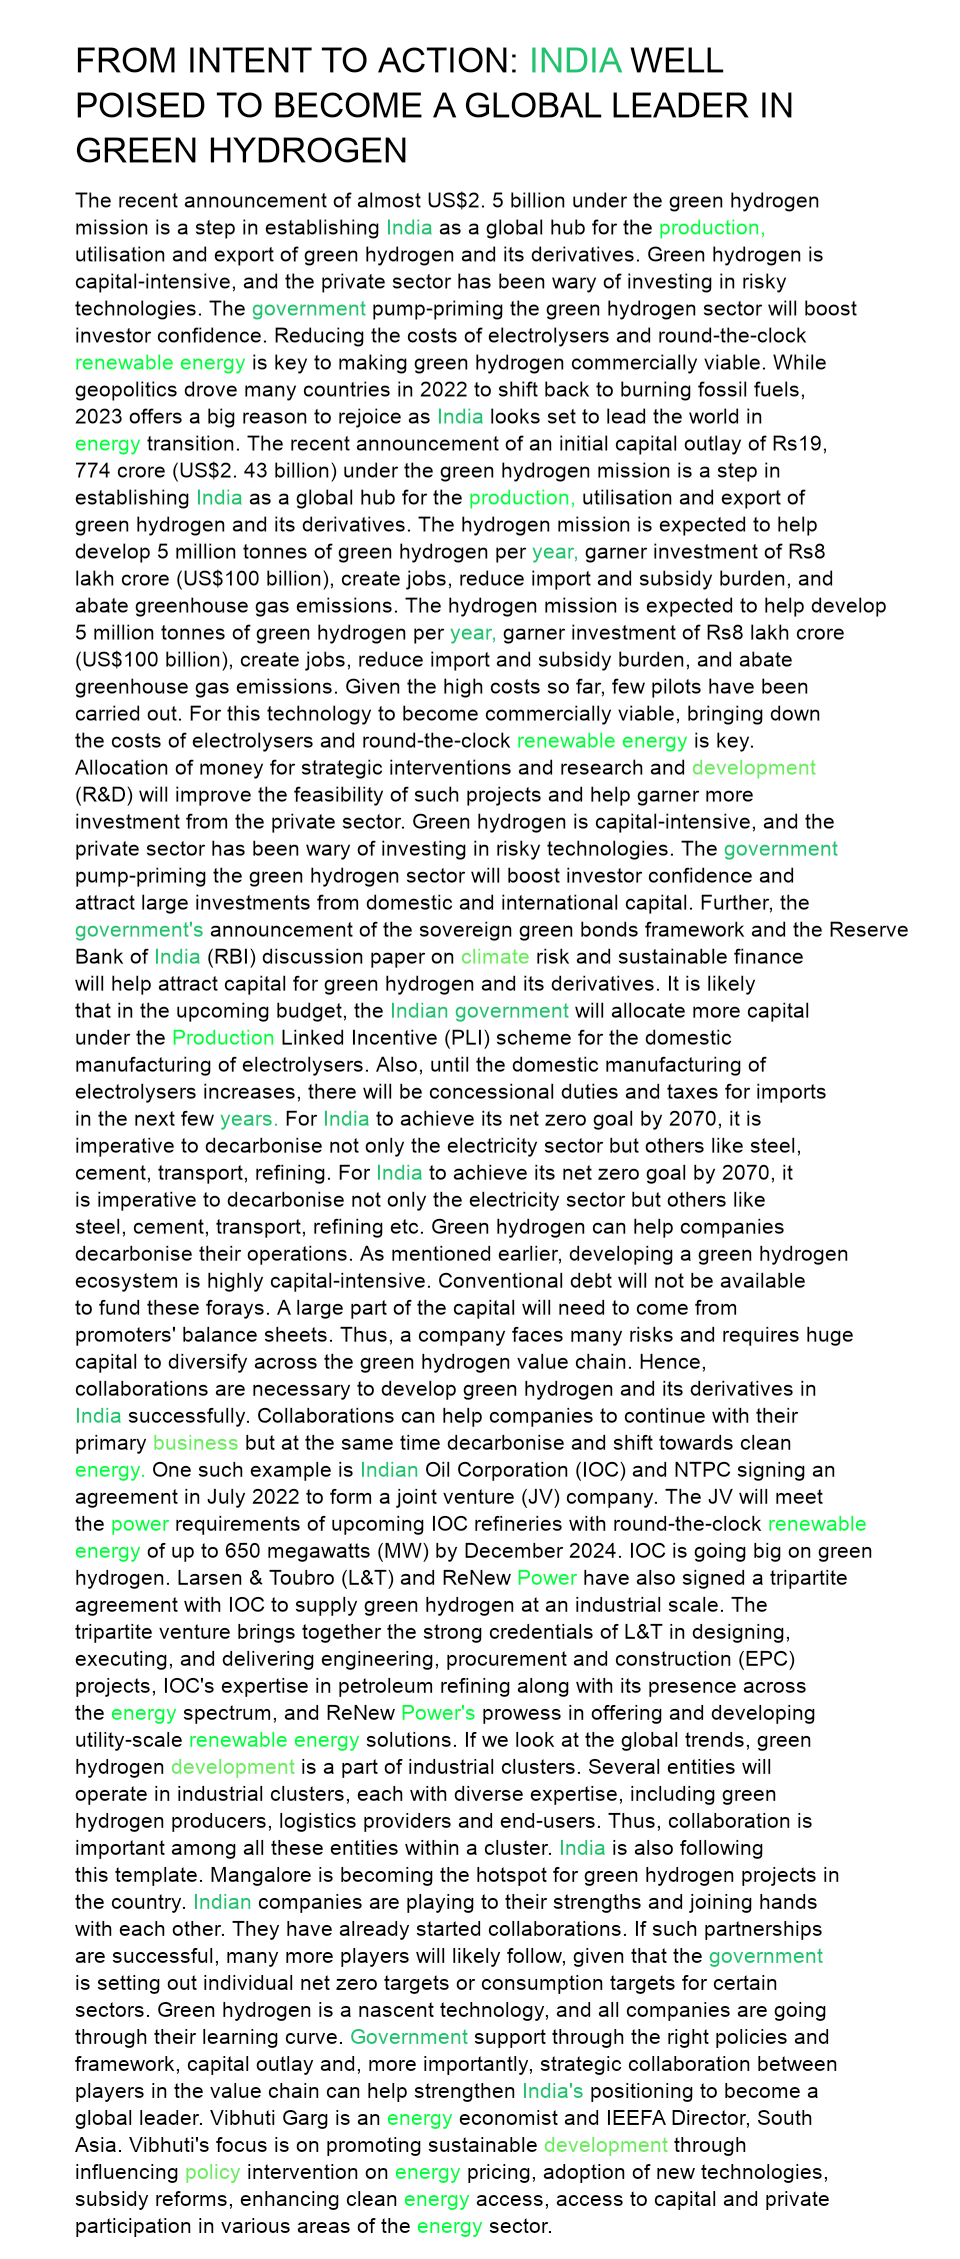 FROM INTENT TO ACTION: INDIA WELL
POISED TO BECOME A GLOBAL LEADER IN
GREEN HYDROGEN
The recent announcement of almost US$2. 5 billion under the green hydrogen
mission is a step in establishing India as a global hub for the production,
utilisation and export of green hydrogen and its derivatives. Green hydrogen is
capital-intensive, and the private sector has been wary of investing in risky
technologies. The government pump-priming the green hydrogen sector will boost
investor confidence. Reducing the costs of electrolysers and round-the-clock
renewable energy is key to making green hydrogen commercially viable. While
geopolitics drove many countries in 2022 to shift back to burning fossil fuels,
2023 offers a big reason to rejoice as India looks set to lead the world in
energy transition. The recent announcement of an initial capital outlay of Rs19,
774 crore (US$2. 43 billion) under the green hydrogen mission is a step in
establishing India as a global hub for the production, utilisation and export of
green hydrogen and its derivatives. The hydrogen mission is expected to help
develop 5 million tonnes of green hydrogen per year, garner investment of Rs8
lakh crore (US$100 billion), create jobs, reduce import and subsidy burden, and
abate greenhouse gas emissions. The hydrogen mission is expected to help develop
5 million tonnes of green hydrogen per year, garner investment of Rs8 lakh crore
(US$100 billion), create jobs, reduce import and subsidy burden, and abate
greenhouse gas emissions. Given the high costs so far, few pilots have been
carried out. For this technology to become commercially viable, bringing down
the costs of electrolysers and round-the-clock renewable energy is key.
Allocation of money for strategic interventions and research and development
(R&D) will improve the feasibility of such projects and help garner more
investment from the private sector. Green hydrogen is capital-intensive, and the
private sector has been wary of investing in risky technologies. The government
pump-priming the green hydrogen sector will boost investor confidence and
attract large investments from domestic and international capital. Further, the
government's announcement of the sovereign green bonds framework and the Reserve
Bank of India (RBI) discussion paper on climate risk and sustainable finance
will help attract capital for green hydrogen and its derivatives. It is likely
that in the upcoming budget, the Indian government will allocate more capital
under the Production Linked Incentive (PLI) scheme for the domestic
manufacturing of electrolysers. Also, until the domestic manufacturing of
electrolysers increases, there will be concessional duties and taxes for imports
in the next few years. For India to achieve its net zero goal by 2070, it is
imperative to decarbonise not only the electricity sector but others like steel,
cement, transport, refining. For India to achieve its net zero goal by 2070, it
is imperative to decarbonise not only the electricity sector but others like
steel, cement, transport, refining etc. Green hydrogen can help companies
decarbonise their operations. As mentioned earlier, developing a green hydrogen
ecosystem is highly capital-intensive. Conventional debt will not be available
to fund these forays. A large part of the capital will need to come from
promoters' balance sheets. Thus, a company faces many risks and requires huge
capital to diversify across the green hydrogen value chain. Hence,
collaborations are necessary to develop green hydrogen and its derivatives in
India successfully. Collaborations can help companies to continue with their
primary business but at the same time decarbonise and shift towards clean
energy. One such example is Indian Oil Corporation (IOC) and NTPC signing an
agreement in July 2022 to form a joint venture (JV) company. The JV will meet
the power requirements of upcoming IOC refineries with round-the-clock renewable
energy of up to 650 megawatts (MW) by December 2024. IOC is going big on green
hydrogen. Larsen & Toubro (L&T) and ReNew Power have also signed a tripartite
agreement with IOC to supply green hydrogen at an industrial scale. The
tripartite venture brings together the strong credentials of L&T in designing,
executing, and delivering engineering, procurement and construction (EPC)
projects, IOC's expertise in petroleum refining along with its presence across
the energy spectrum, and ReNew Power's prowess in offering and developing
utility-scale renewable energy solutions. If we look at the global trends, green
hydrogen development is a part of industrial clusters. Several entities will
operate in industrial clusters, each with diverse expertise, including green
hydrogen producers, logistics providers and end-users. Thus, collaboration is
important among all these entities within a cluster. India is also following
this template. Mangalore is becoming the hotspot for green hydrogen projects in
the country. Indian companies are playing to their strengths and joining hands
with each other. They have already started collaborations. If such partnerships
are successful, many more players will likely follow, given that the government
is setting out individual net zero targets or consumption targets for certain
sectors. Green hydrogen is a nascent technology, and all companies are going
through their learning curve. Government support through the right policies and
framework, capital outlay and, more importantly, strategic collaboration between
players in the value chain can help strengthen India's positioning to become a
global leader. Vibhuti Garg is an energy economist and IEEFA Director, South
Asia. Vibhuti's focus is on promoting sustainable development through
influencing policy intervention on energy pricing, adoption of new technologies,
subsidy reforms, enhancing clean energy access, access to capital and private
participation in various areas of the energy sector.